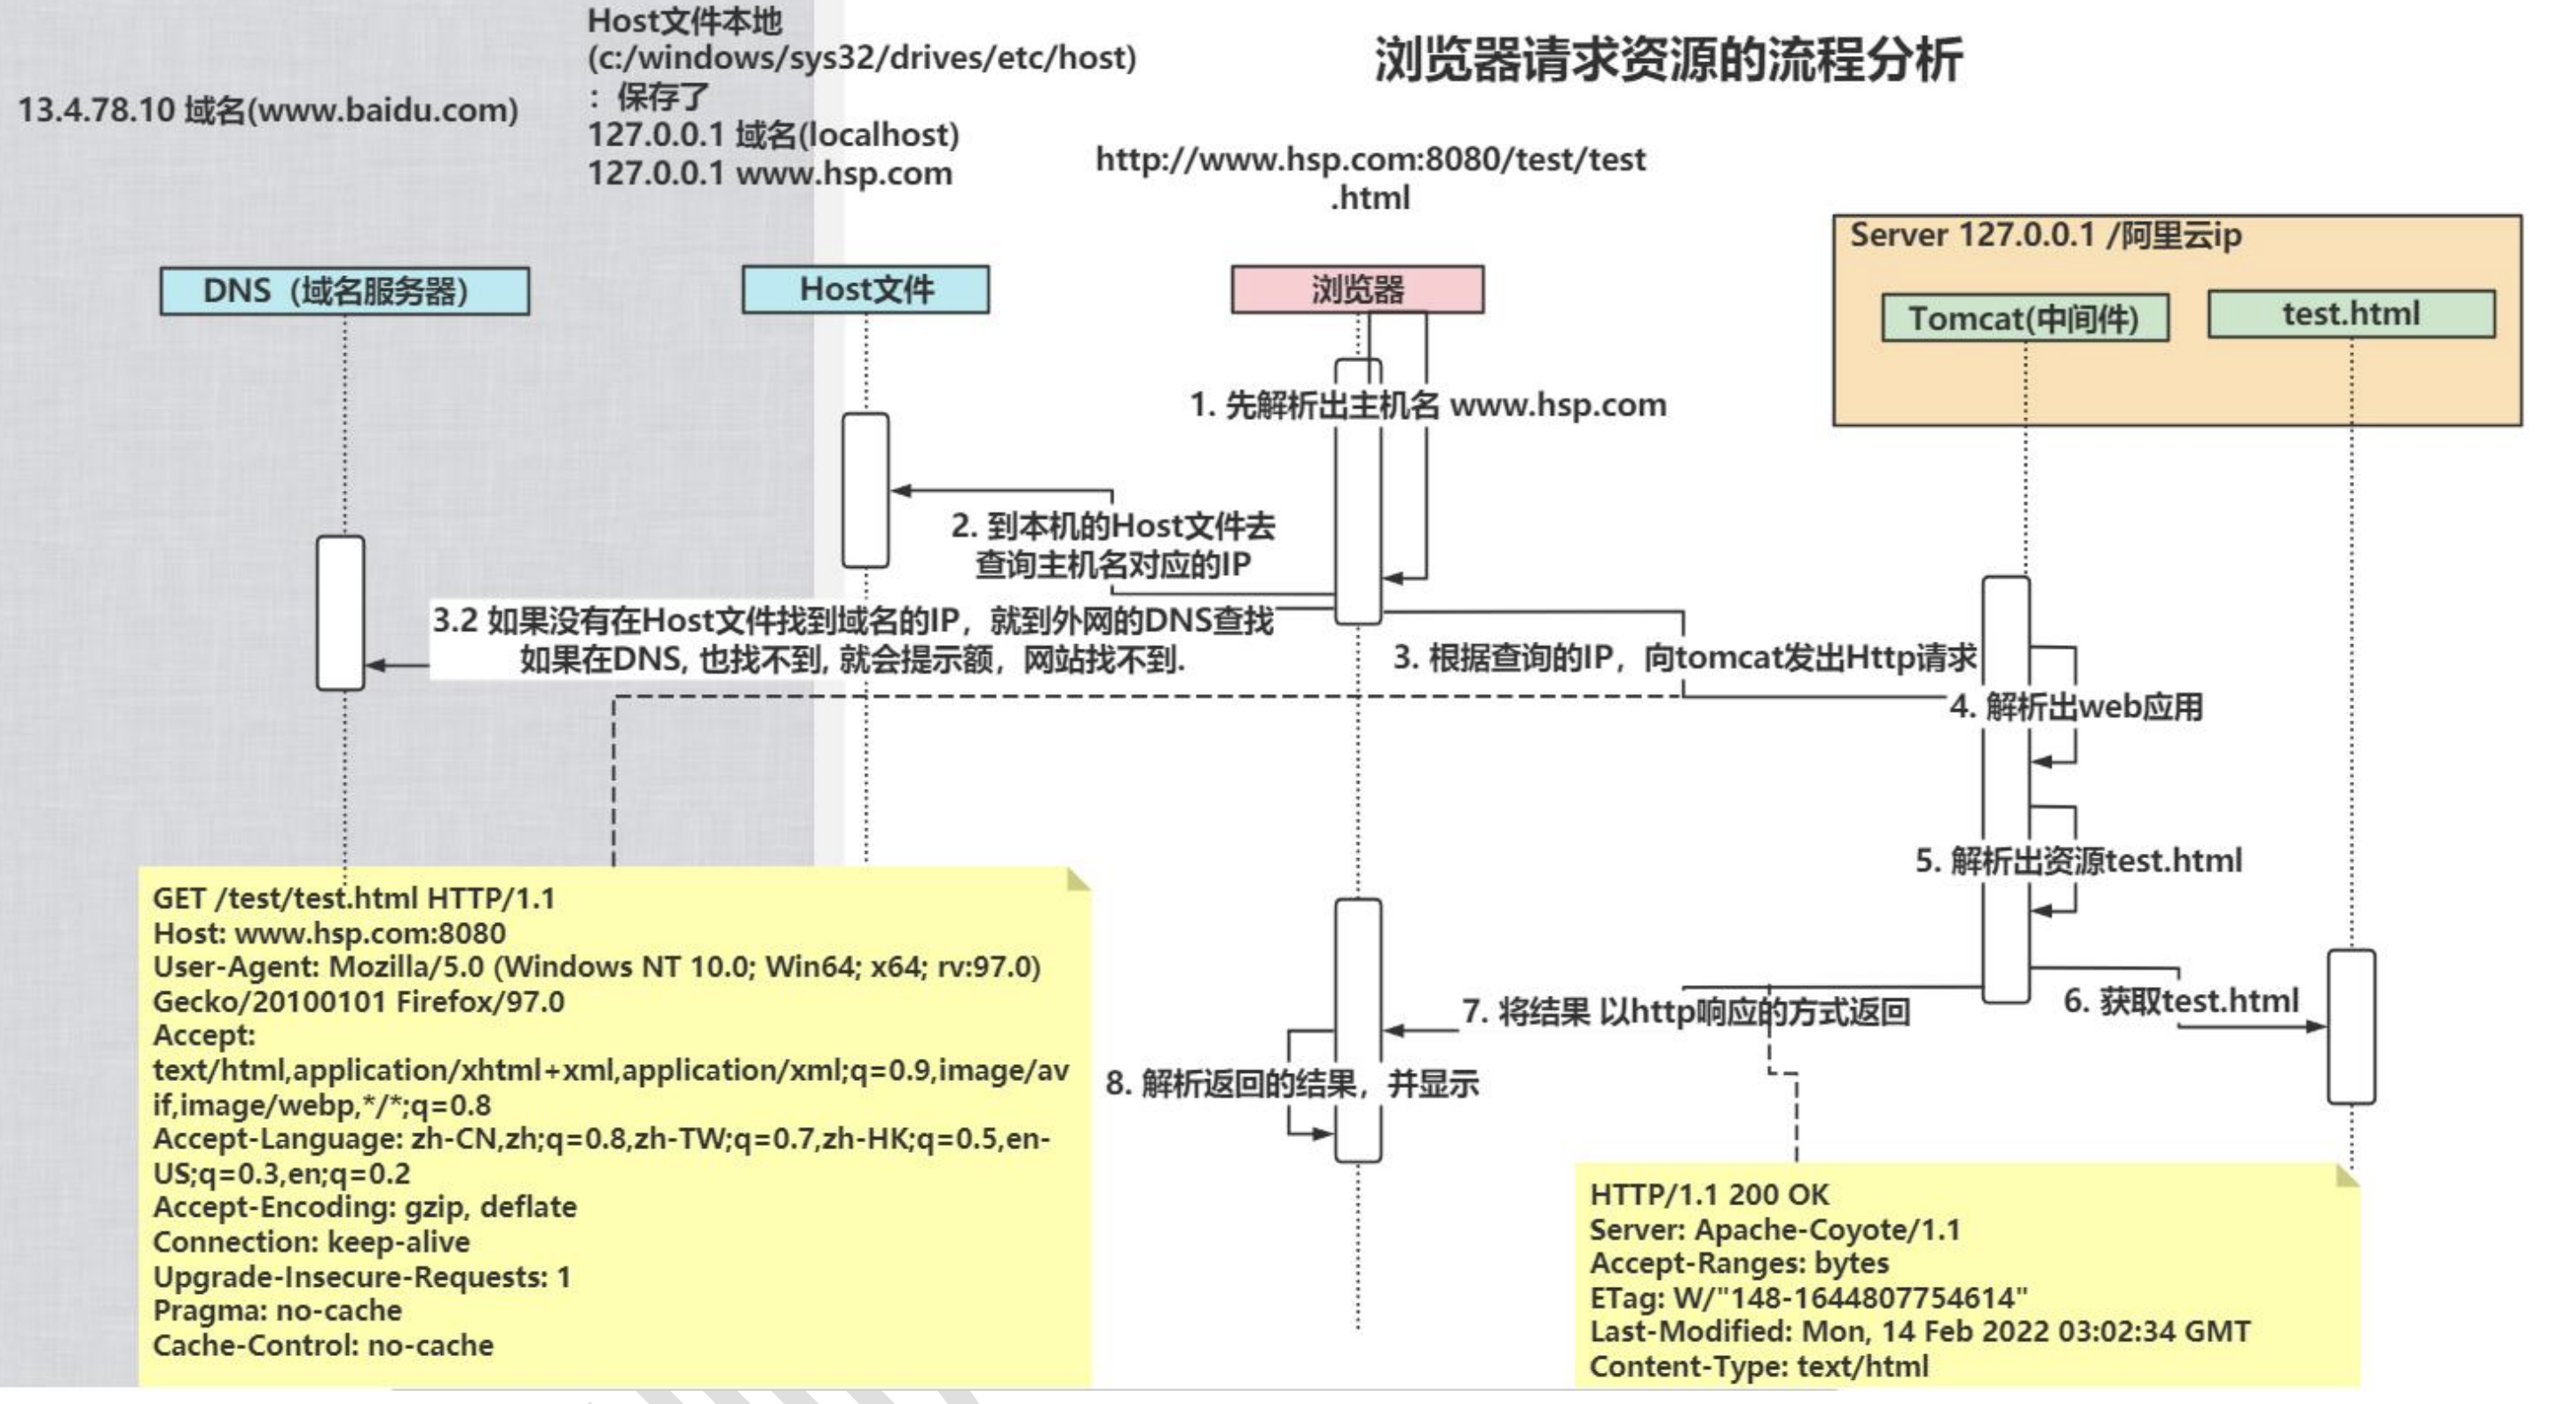 浏览器请求资源的流程分析
Host文件本地
(c:/windows/sys32/drives/etc/host)
：保存了
127.0.0.1 域名(localhost)
127.0.0.1 www.hsp.com
13.4.78.10 域名(www.baidu.com)
http://www.hsp.com:8080/test/test
.html
Server 127.0.0.1 /阿里云ip
DNS（域名服务器）
Host文件
浏览器
Tomcat(中间件)
test.html
1. 先解析出主机名 www.hsp.com
2. 到本机的Host文件去
查询主机名对应的IP
3.2 如果没有在Host文件找到域名的IP，就到外网的DNS查找
如果在DNS, 也找不到, 就会提示额，网站找不到.
3. 根据查询的IP，向tomcat发出Http请求
4. 解析出web应用
5. 解析出资源test.html
6. 获取test.html
7. 将结果 以http响应的方式返回
8. 解析返回的结果，并显示
GET /test/test.html HTTP/1.1
Host: www.hsp.com:8080
User-Agent: Mozilla/5.0 (Windows NT 10.0; Win64; x64; rv:97.0)
Gecko/20100101 Firefox/97.0
Accept:
text/html,application/xhtml+xml,application/xml;q=0.9,image/av
if,image/webp,*/*;q=0.8
Accept-Language: zh-CN,zh;q=0.8,zh-TW;q=0.7,zh-HK;q=0.5,en-
US;q=0.3,en;q=0.2
Accept-Encoding: gzip, deflate
Connection: keep-alive
Upgrade-Insecure-Requests: 1
Pragma: no-cache
Cache-Control: no-cache
HTTP/1.1 200 OK
Server: Apache-Coyote/1.1
Accept-Ranges: bytes
ETag: W/"148-1644807754614"
Last-Modified: Mon, 14 Feb 2022 03:02:34 GMT
Content-Type: text/html